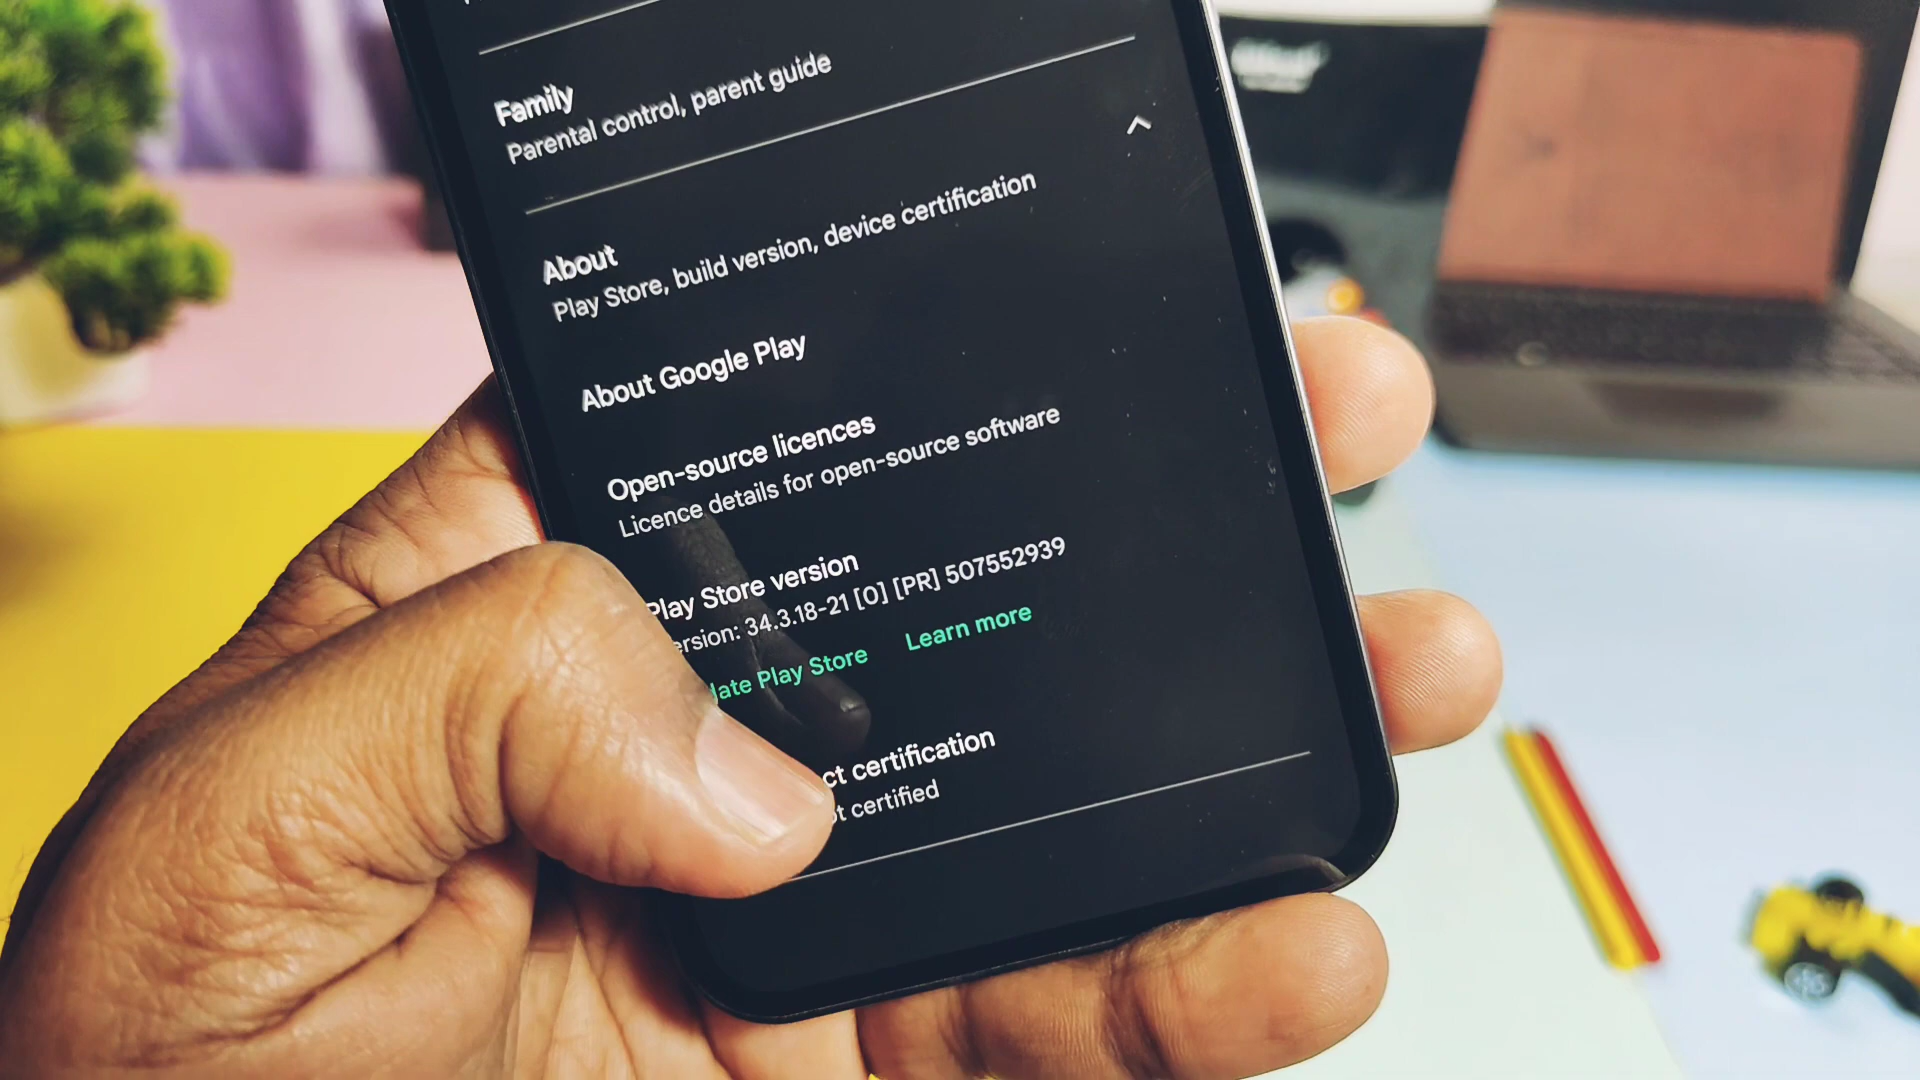 Family
Parental control, parent guide
About
Play Store, build version, device certification
About Google Play
Open-source licences
Licence details for open-source software
Play Store version
ersion: 34.3.18-21 [0] [PR] 507552939
date Play Store Learn more
ct certification
t certified